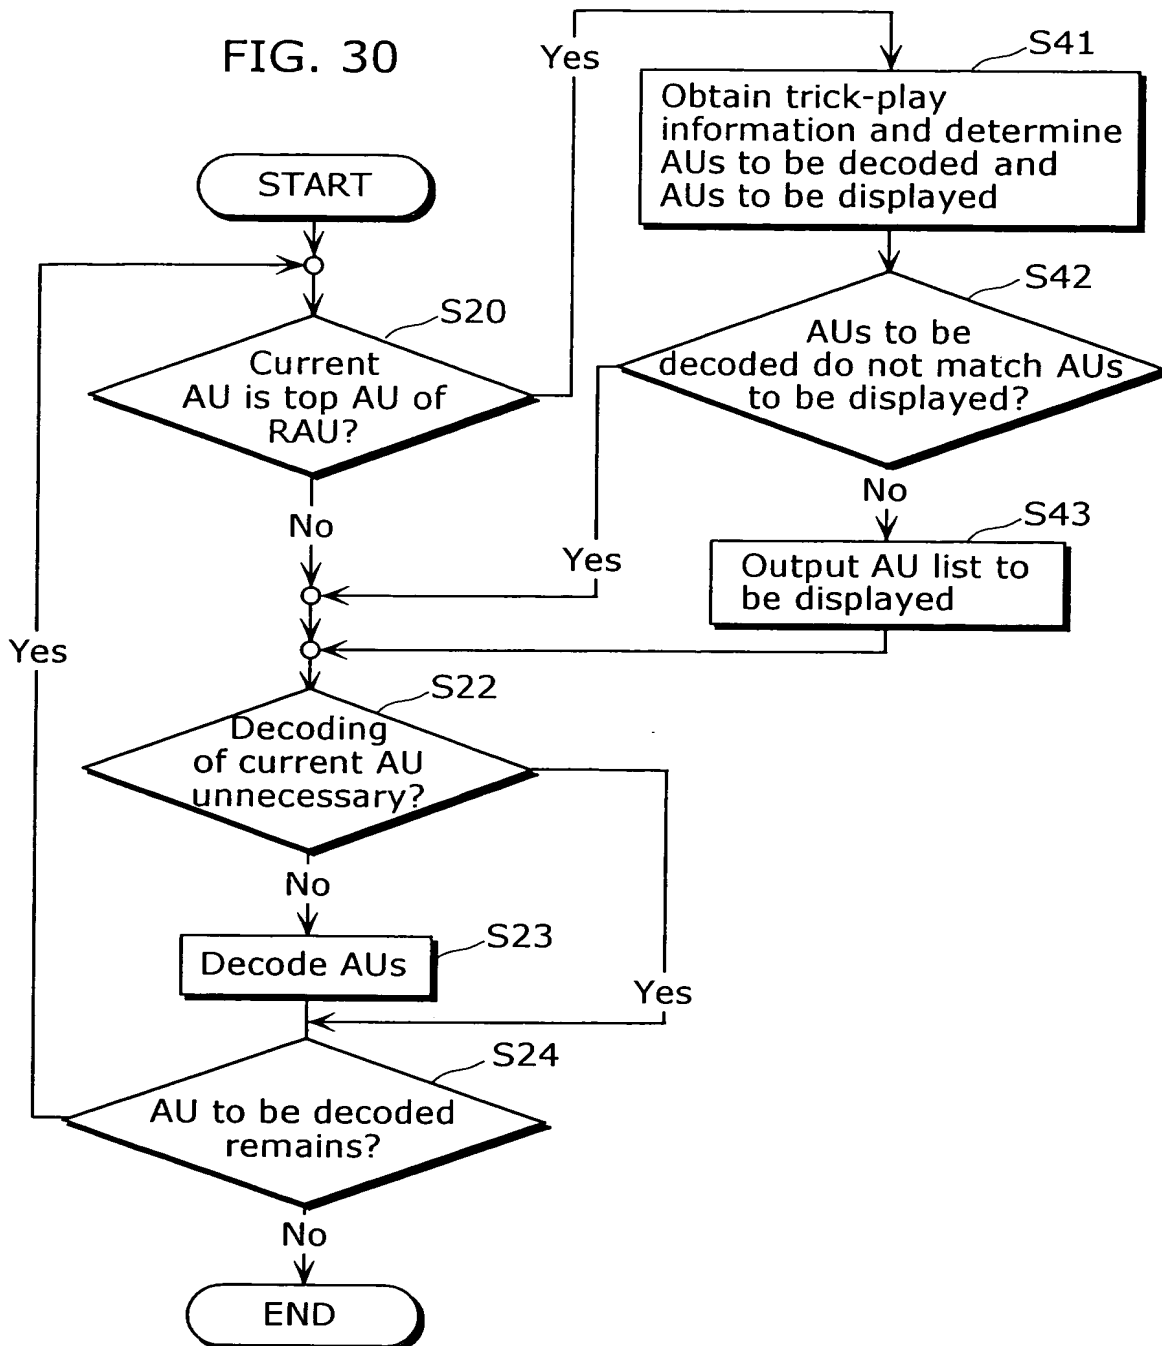 FIG. 30
START
S20
Current
AU is top AU of
RAU?
Yes
No
S41
Obtain trick-play
information and determine
AUs to be decoded and
AUs to be displayed
S42
AUs to be
decoded do not match AUs
to be displayed?
Yes
No
S43
Output AU list to
be displayed
S22
Decoding
of current AU
unnecessary?
Yes
No
S23
Decode AUs
S24
AU to be decoded
remains?
Yes
No
END